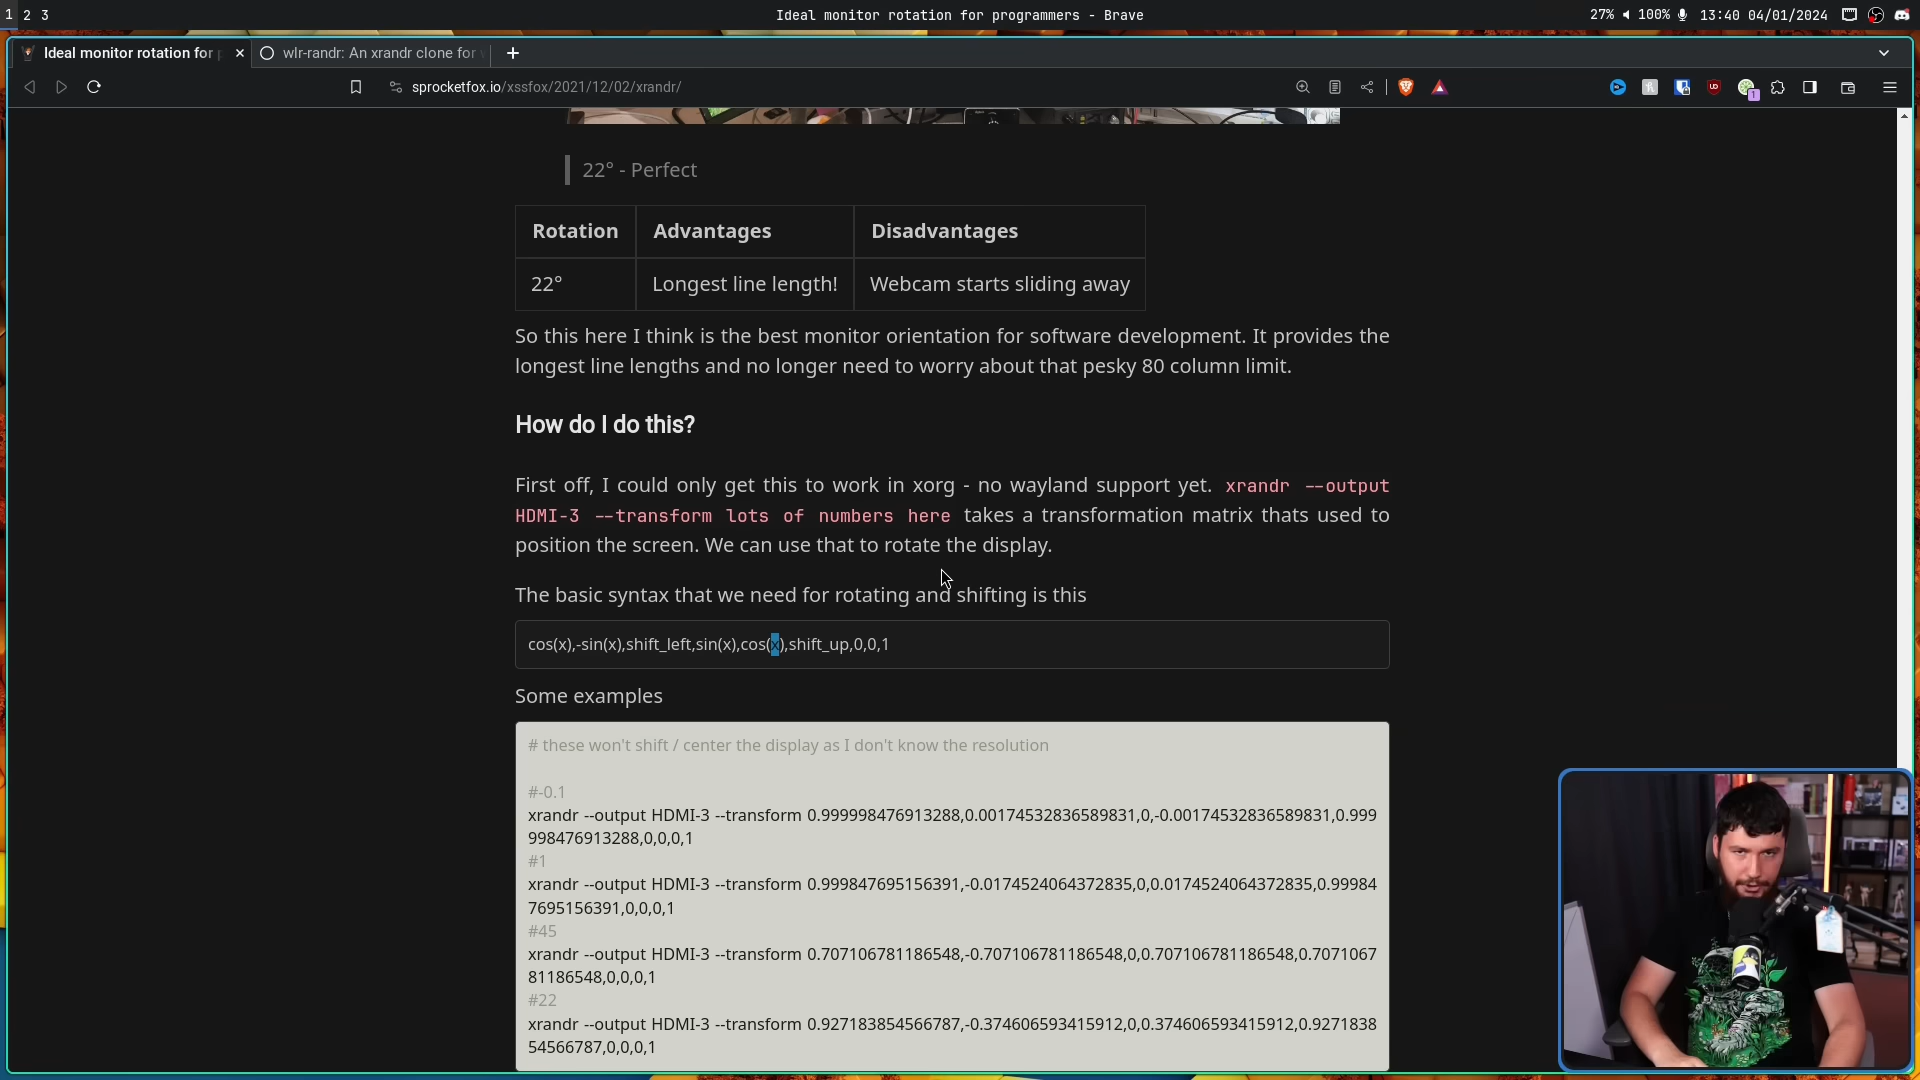 1 2 3
Ideal monitor rotation for programmers - Brave
27% 100% 13:40 04/01/2024
Ideal monitor rotation for
wlr-randr: An xrandr clone for
sprocketfox.io/xssfox/2021/12/02/xrandr/
UD
1
22° - Perfect
Rotation Advantages Disadvantages
22° Longest line length! Webcam starts sliding away
So this here I think is the best monitor orientation for software development. It provides the
longest line lengths and no longer need to worry about that pesky 80 column limit.
How do I do this?
First off, I could only get this to work in xorg - no wayland support yet. xrandr --output
HDMI-3 --transform lots of numbers here takes a transformation matrix thats used to
position the screen. We can use that to rotate the display.
The basic syntax that we need for rotating and shifting is this
cos(x),-sin(x),shift_left,sin(x),cos(x),shift_up,0,0,1
Some examples
# these won't shift / center the display as I don't know the resolution
#-0.1
xrandr --output HDMI-3 --transform 0.999998476913288,0.00174532836589831,0,-0.00174532836589831,0.999
998476913288,0,0,0,1
#1
xrandr --output HDMI-3 --transform 0.999847695156391,-0.0174524064372835,0,0.0174524064372835,0.99984
7695156391,0,0,0,1
#45
xrandr --output HDMI-3 --transform 0.707106781186548,-0.707106781186548,0,0.707106781186548,0.707106
81186548,0,0,0,1
#22
xrandr --output HDMI-3 --transform 0.927183854566787,-0.374606593415912,0,0.374606593415912,0.927183
54566787,0,0,0,1